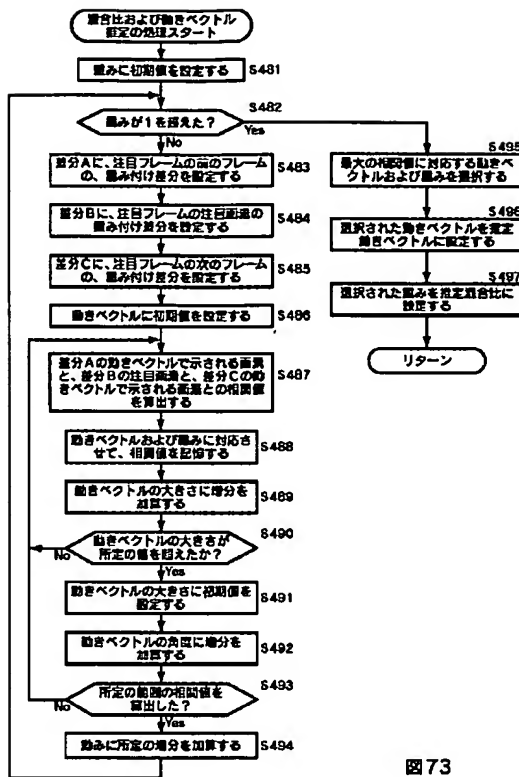 混合比および動きベクトル
推定の処理スタート
重みに初期値を設定する
S481
S482
重みが1を超えた?
Yes
No
差分Aに、注目フレームの前のフレーム
の、重み付け差分を設定する
S483
差分Bに、注目フレームの注目画素の
重み付け差分を設定する
S484
差分Cに、注目フレームの次のフレーム
の、重み付け差分を設定する
S485
動きベクトルに初期値を設定する
S486
差分Aの動きベクトルで示される画素
と、差分Bの注目画素と、差分Cの動
きベクトルで示される画素との相関値
を算出する
S487
動きベクトルおよび重みに対応さ
せて、相関値を記憶する
S488
動きベクトルの大きさに増分を
加算する
S489
S490
動きベクトルの大きさが
所定の値を超えたか?
No
Yes
動きベクトルの大きさに初期値を
設定する
S491
動きベクトルの角度に増分を
加算する
S492
S493
所定の範囲の相関値を
算出した?
No
Yes
動みに所定の増分を加算する
S494
S495
最大の相関値に対応する動きベ
クトルおよび重みを選択する
S496
選択された動きベクトルを推定
動きベクトルに設定する
S497
選択された重みを推定混合比に
設定する
リターン
図73